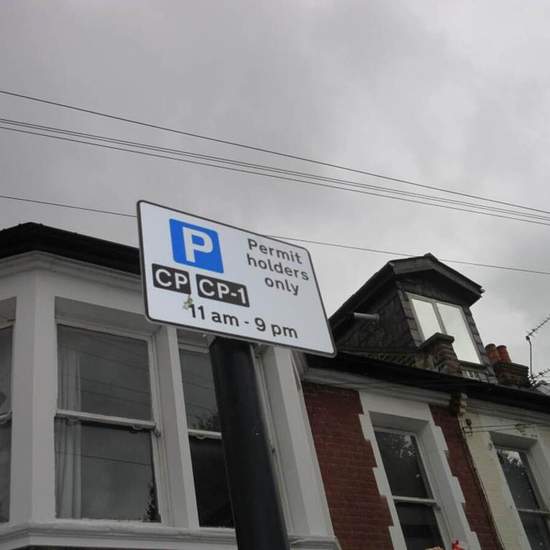 P Permit
holders
only
CP CP-1
11 am - 9 pm